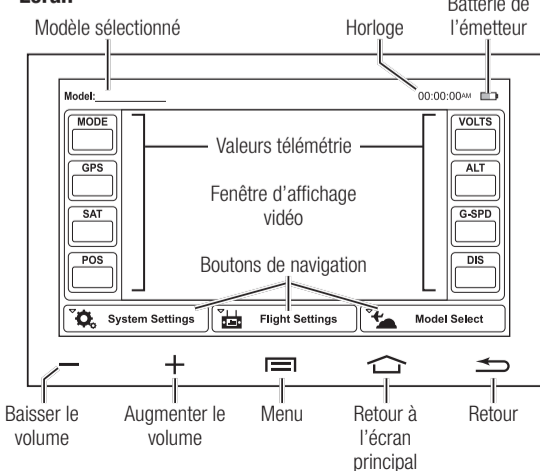 Écran
Modèle sélectionné
Horloge
Batterie de
l'émetteur
Model:
00:00:00AM
MODE
GPS
SAT
POS
VOLTS
ALT
G-SPD
DIS
Valeurs télémétrie
Fenêtre d'affichage
vidéo
Boutons de navigation
System Settings
Flight Settings
Model Select
Baisser le
volume
Augmenter le
volume
Menu
Retour à
l'écran
principal
Retour